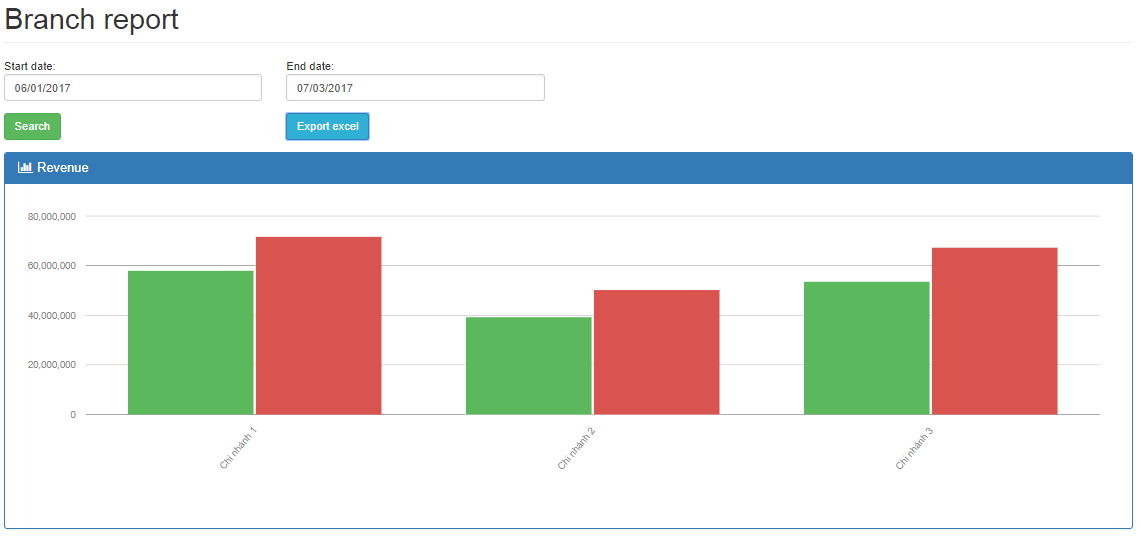 Branch report
Start date:
End date:
06/01/2017
07/03/2017
Search
Export excel
Revenue
80,000,000
60,000,000
40,000,000
20,000,000
0
Chi nhánh 1
Chi nhánh 2
Chi nhánh 3